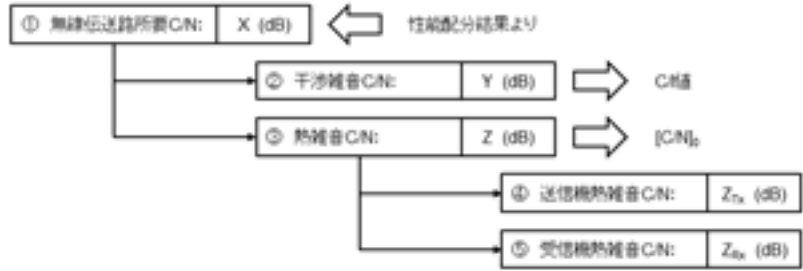 ① 無線伝送路所要C/N: X (dB) 性能配分結果より
② 干渉雑音C/N: Y (dB) C/I値
③ 熱雑音C/N: Z (dB) [C/N]₀
④ 送信機熱雑音C/N: Z_Tx (dB)
⑤ 受信機熱雑音C/N: Z_Rx (dB)